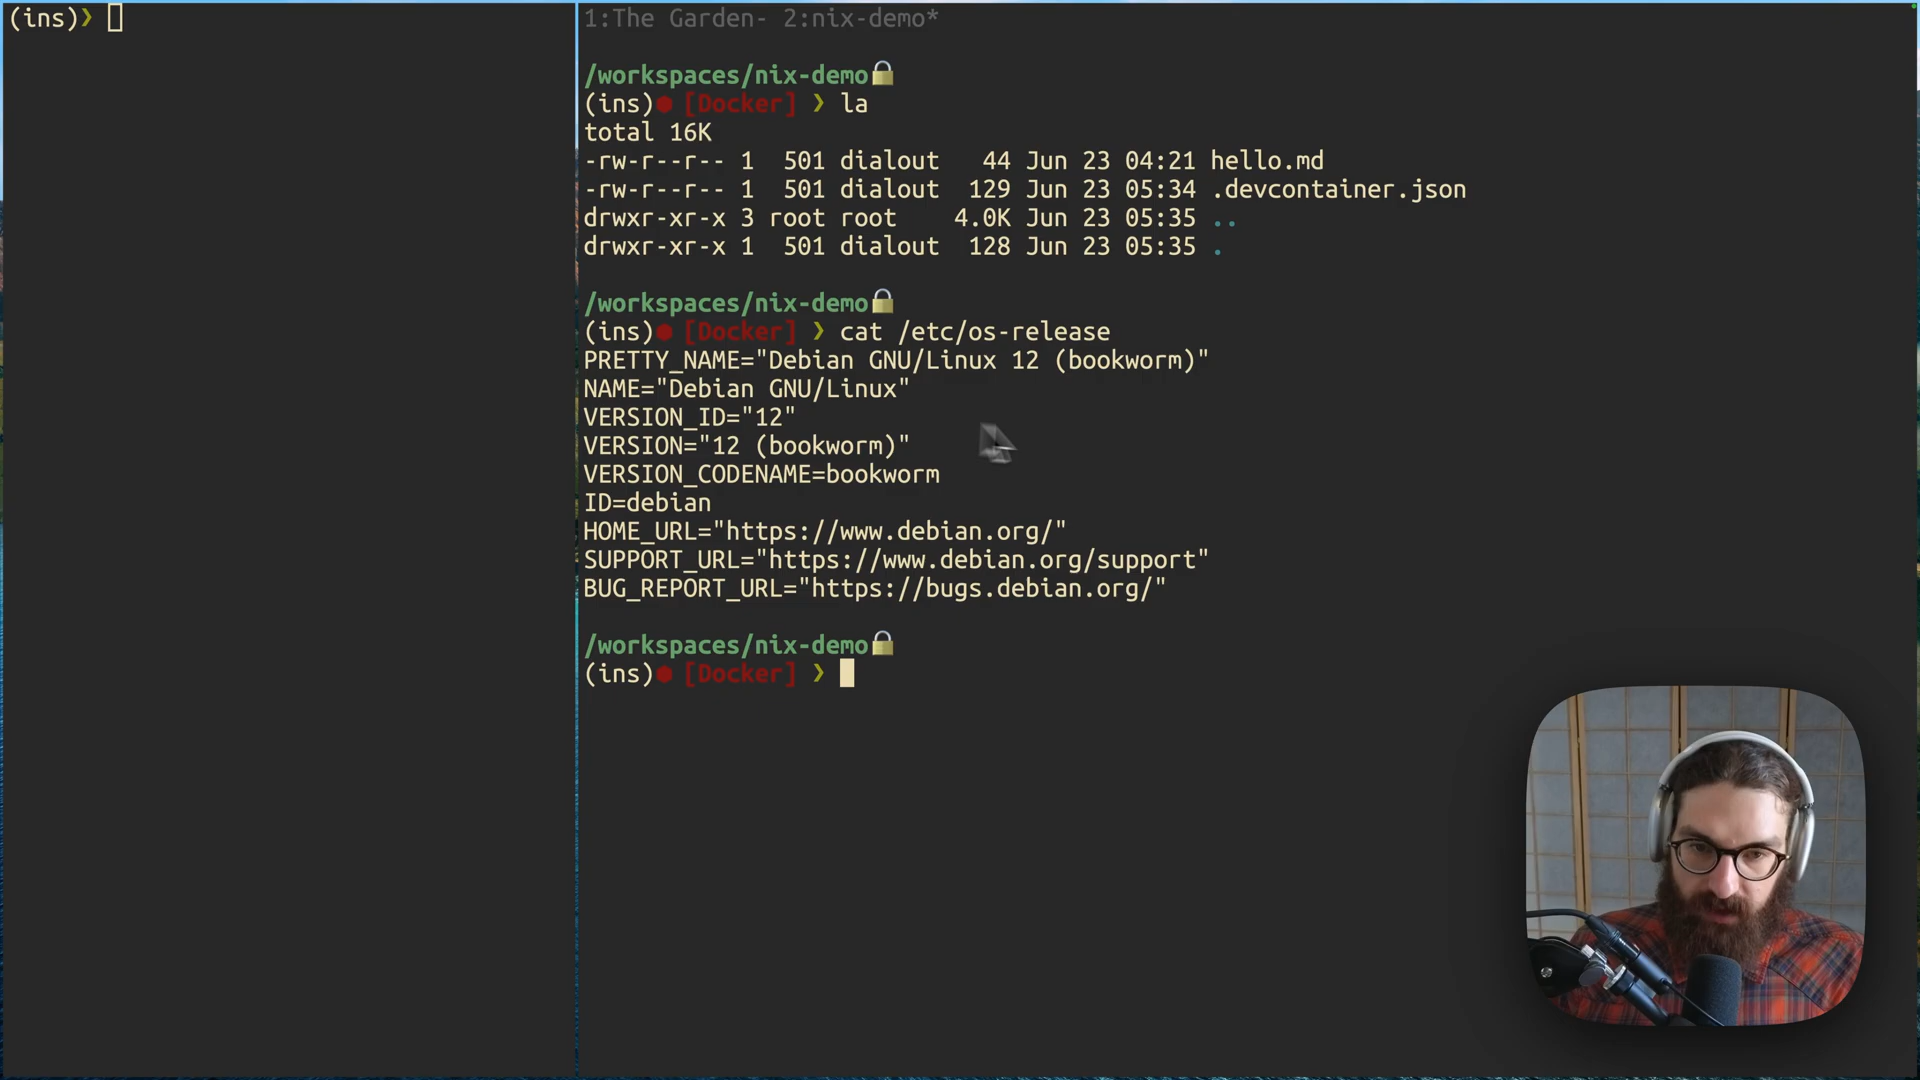 (ins)❯
1:The Garden- 2:nix-demo*
/workspaces/nix-demo🔒
(ins)● [Docker] ❯ la
total 16K
-rw-r--r-- 1  501 dialout   44 Jun 23 04:21 hello.md
-rw-r--r-- 1  501 dialout  129 Jun 23 05:34 .devcontainer.json
drwxr-xr-x 3 root root    4.0K Jun 23 05:35 ..
drwxr-xr-x 1  501 dialout  128 Jun 23 05:35 .
/workspaces/nix-demo🔒
(ins)● [Docker] ❯ cat /etc/os-release
PRETTY_NAME="Debian GNU/Linux 12 (bookworm)"
NAME="Debian GNU/Linux"
VERSION_ID="12"
VERSION="12 (bookworm)"
VERSION_CODENAME=bookworm
ID=debian
HOME_URL="https://www.debian.org/"
SUPPORT_URL="https://www.debian.org/support"
BUG_REPORT_URL="https://bugs.debian.org/"
/workspaces/nix-demo🔒
(ins)● [Docker] ❯